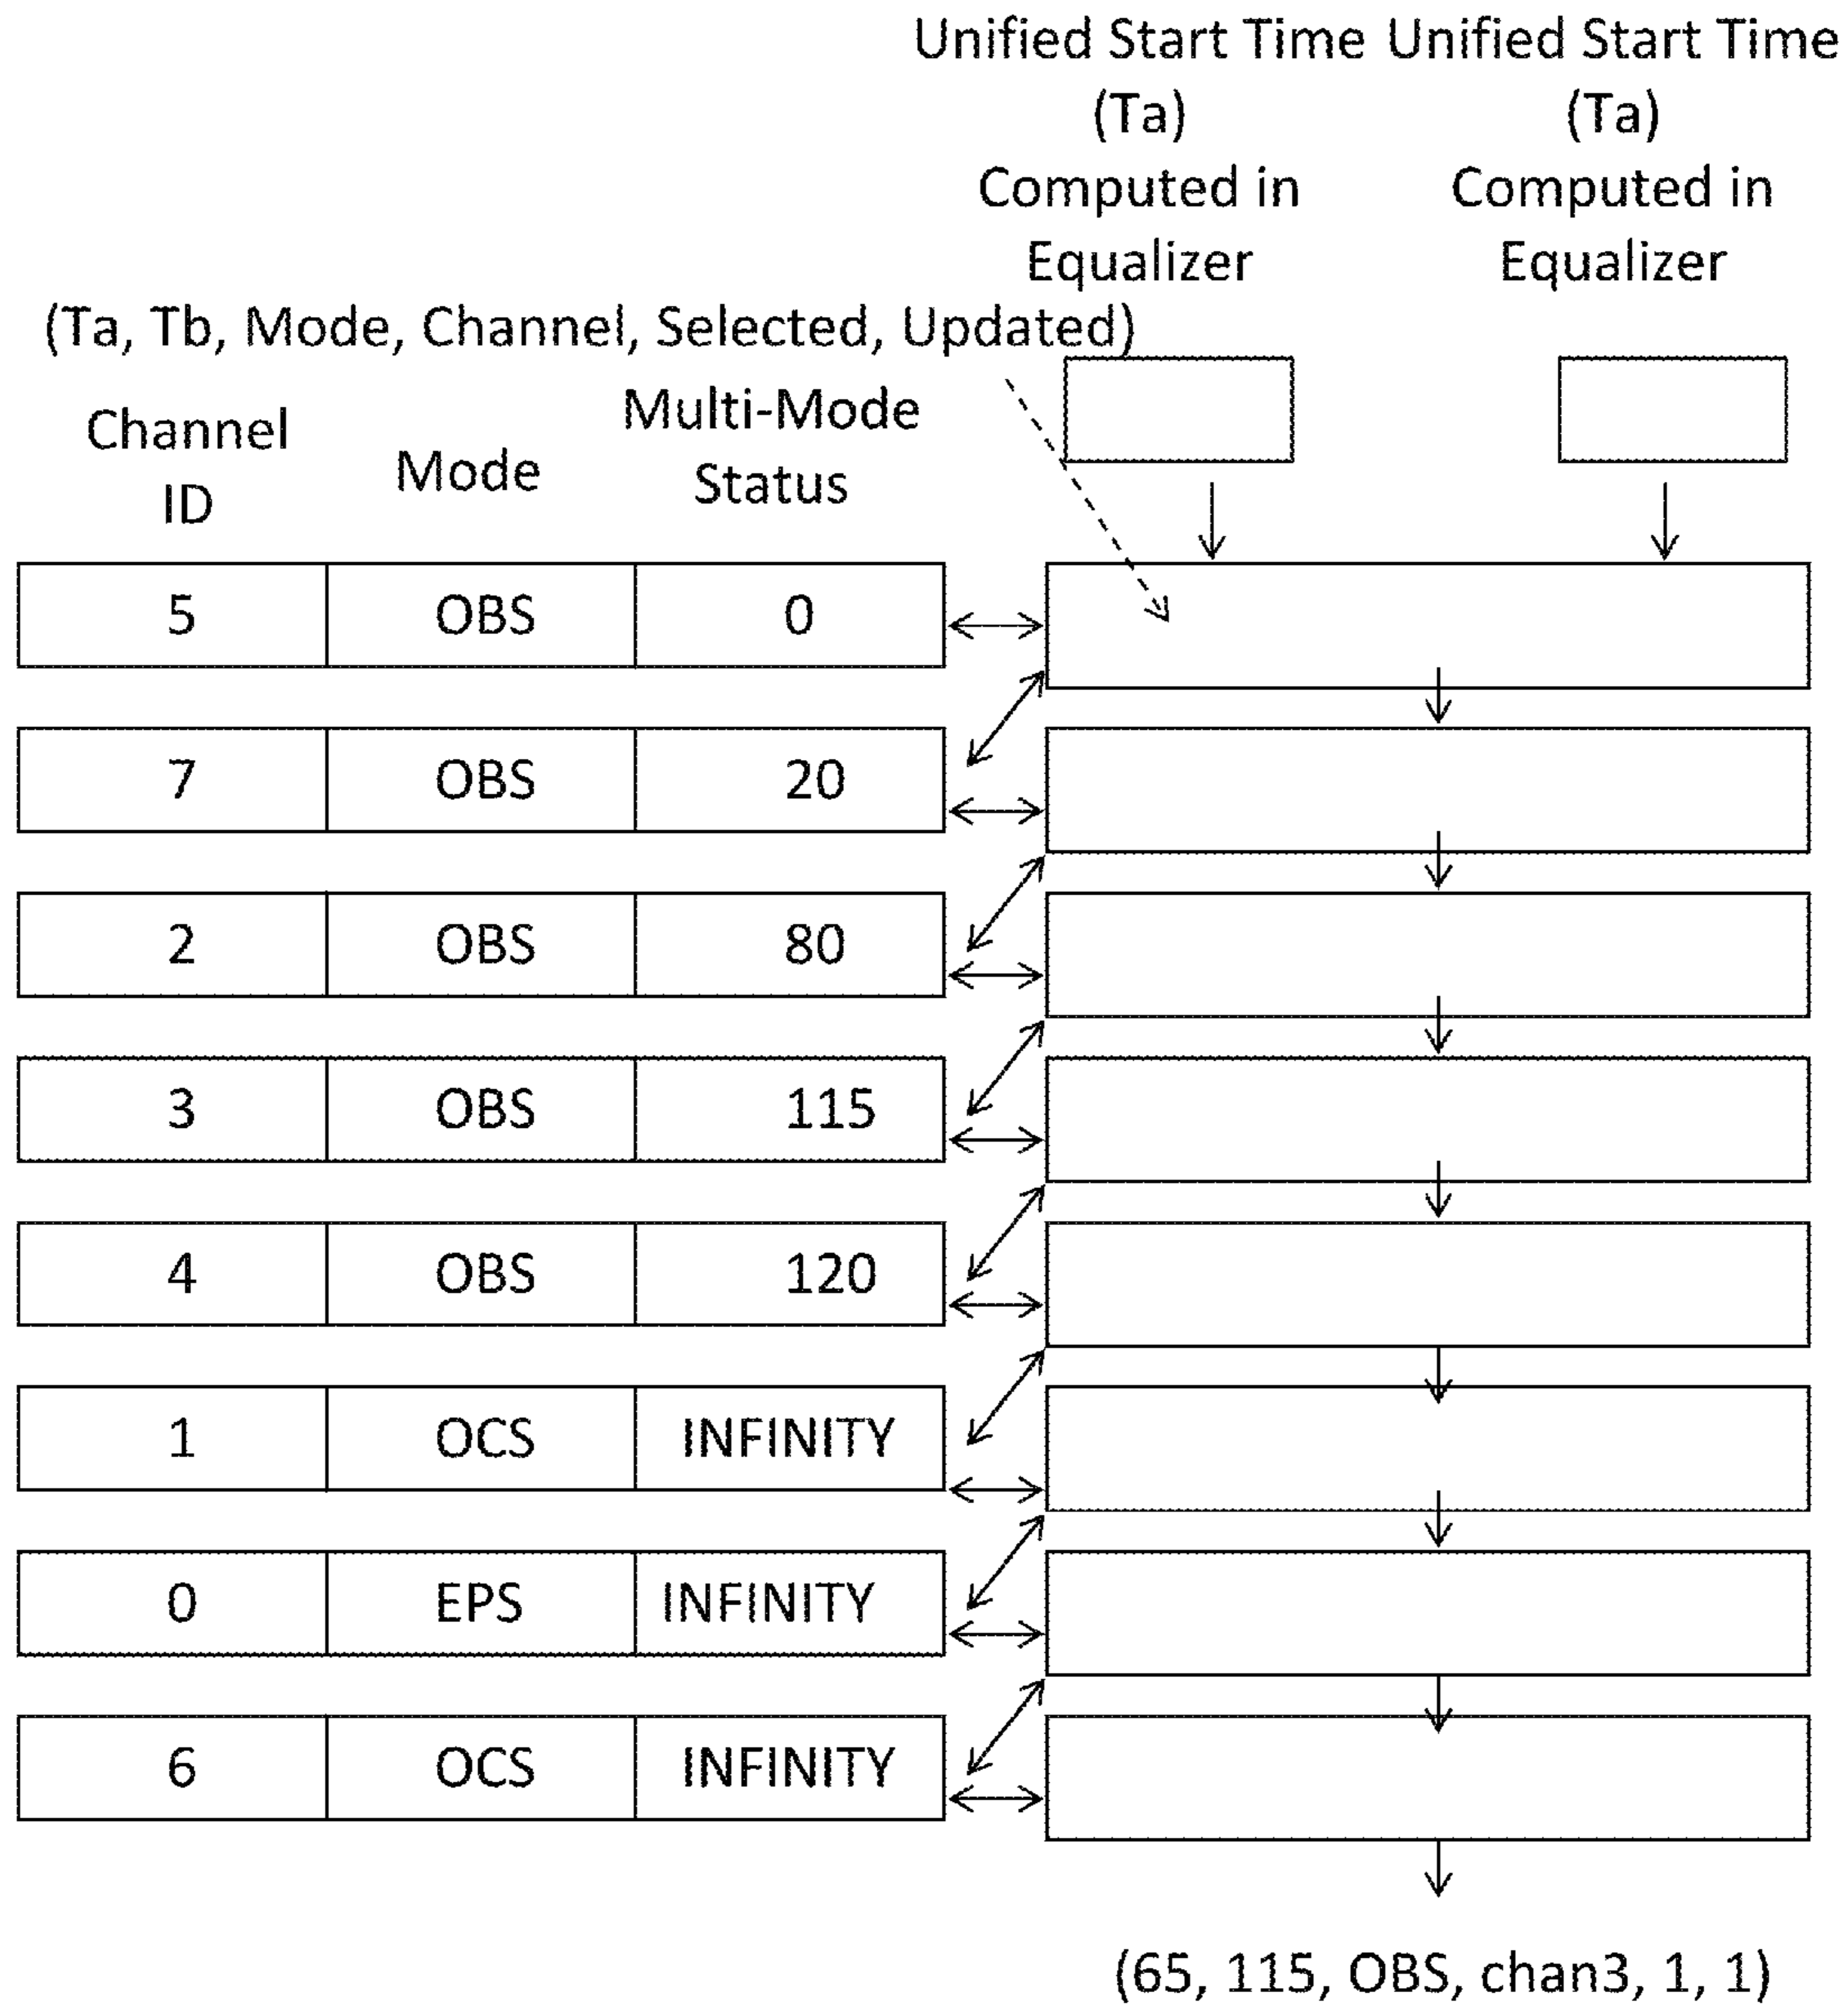 Unified Start Time Unified Start Time
(Ta) (Ta)
Computed in Computed in
Equalizer Equalizer
(Ta, Tb, Mode, Channel, Selected, Updated)
Channel ID Mode Multi-Mode Status
5 OBS 0
7 OBS 20
2 OBS 80
3 OBS 115
4 OBS 120
1 OCS INFINITY
0 EPS INFINITY
6 OCS INFINITY
(65, 115, OBS, chan3, 1, 1)